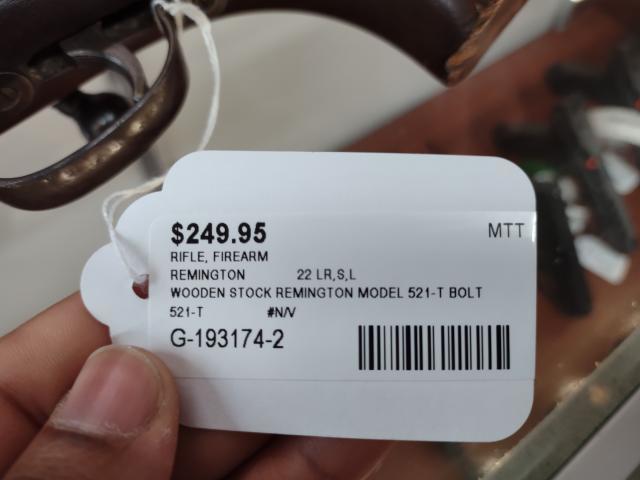 $249.95 MTT
RIFLE, FIREARM
REMINGTON 22 LR,S,L
WOODEN STOCK REMINGTON MODEL 521-T BOLT
521-T #N/V
G-193174-2